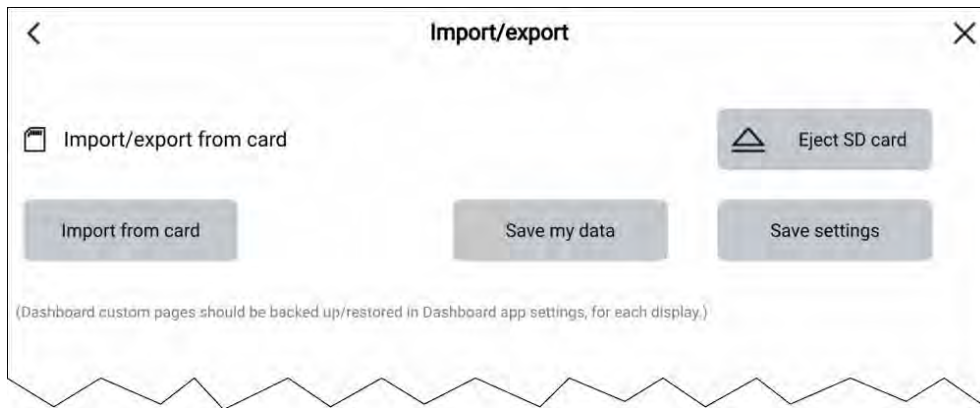 Import/export
Import/export from card
Eject SD card
Import from card
Save my data
Save settings
(Dashboard custom pages should be backed up/restored in Dashboard app settings, for each display.)